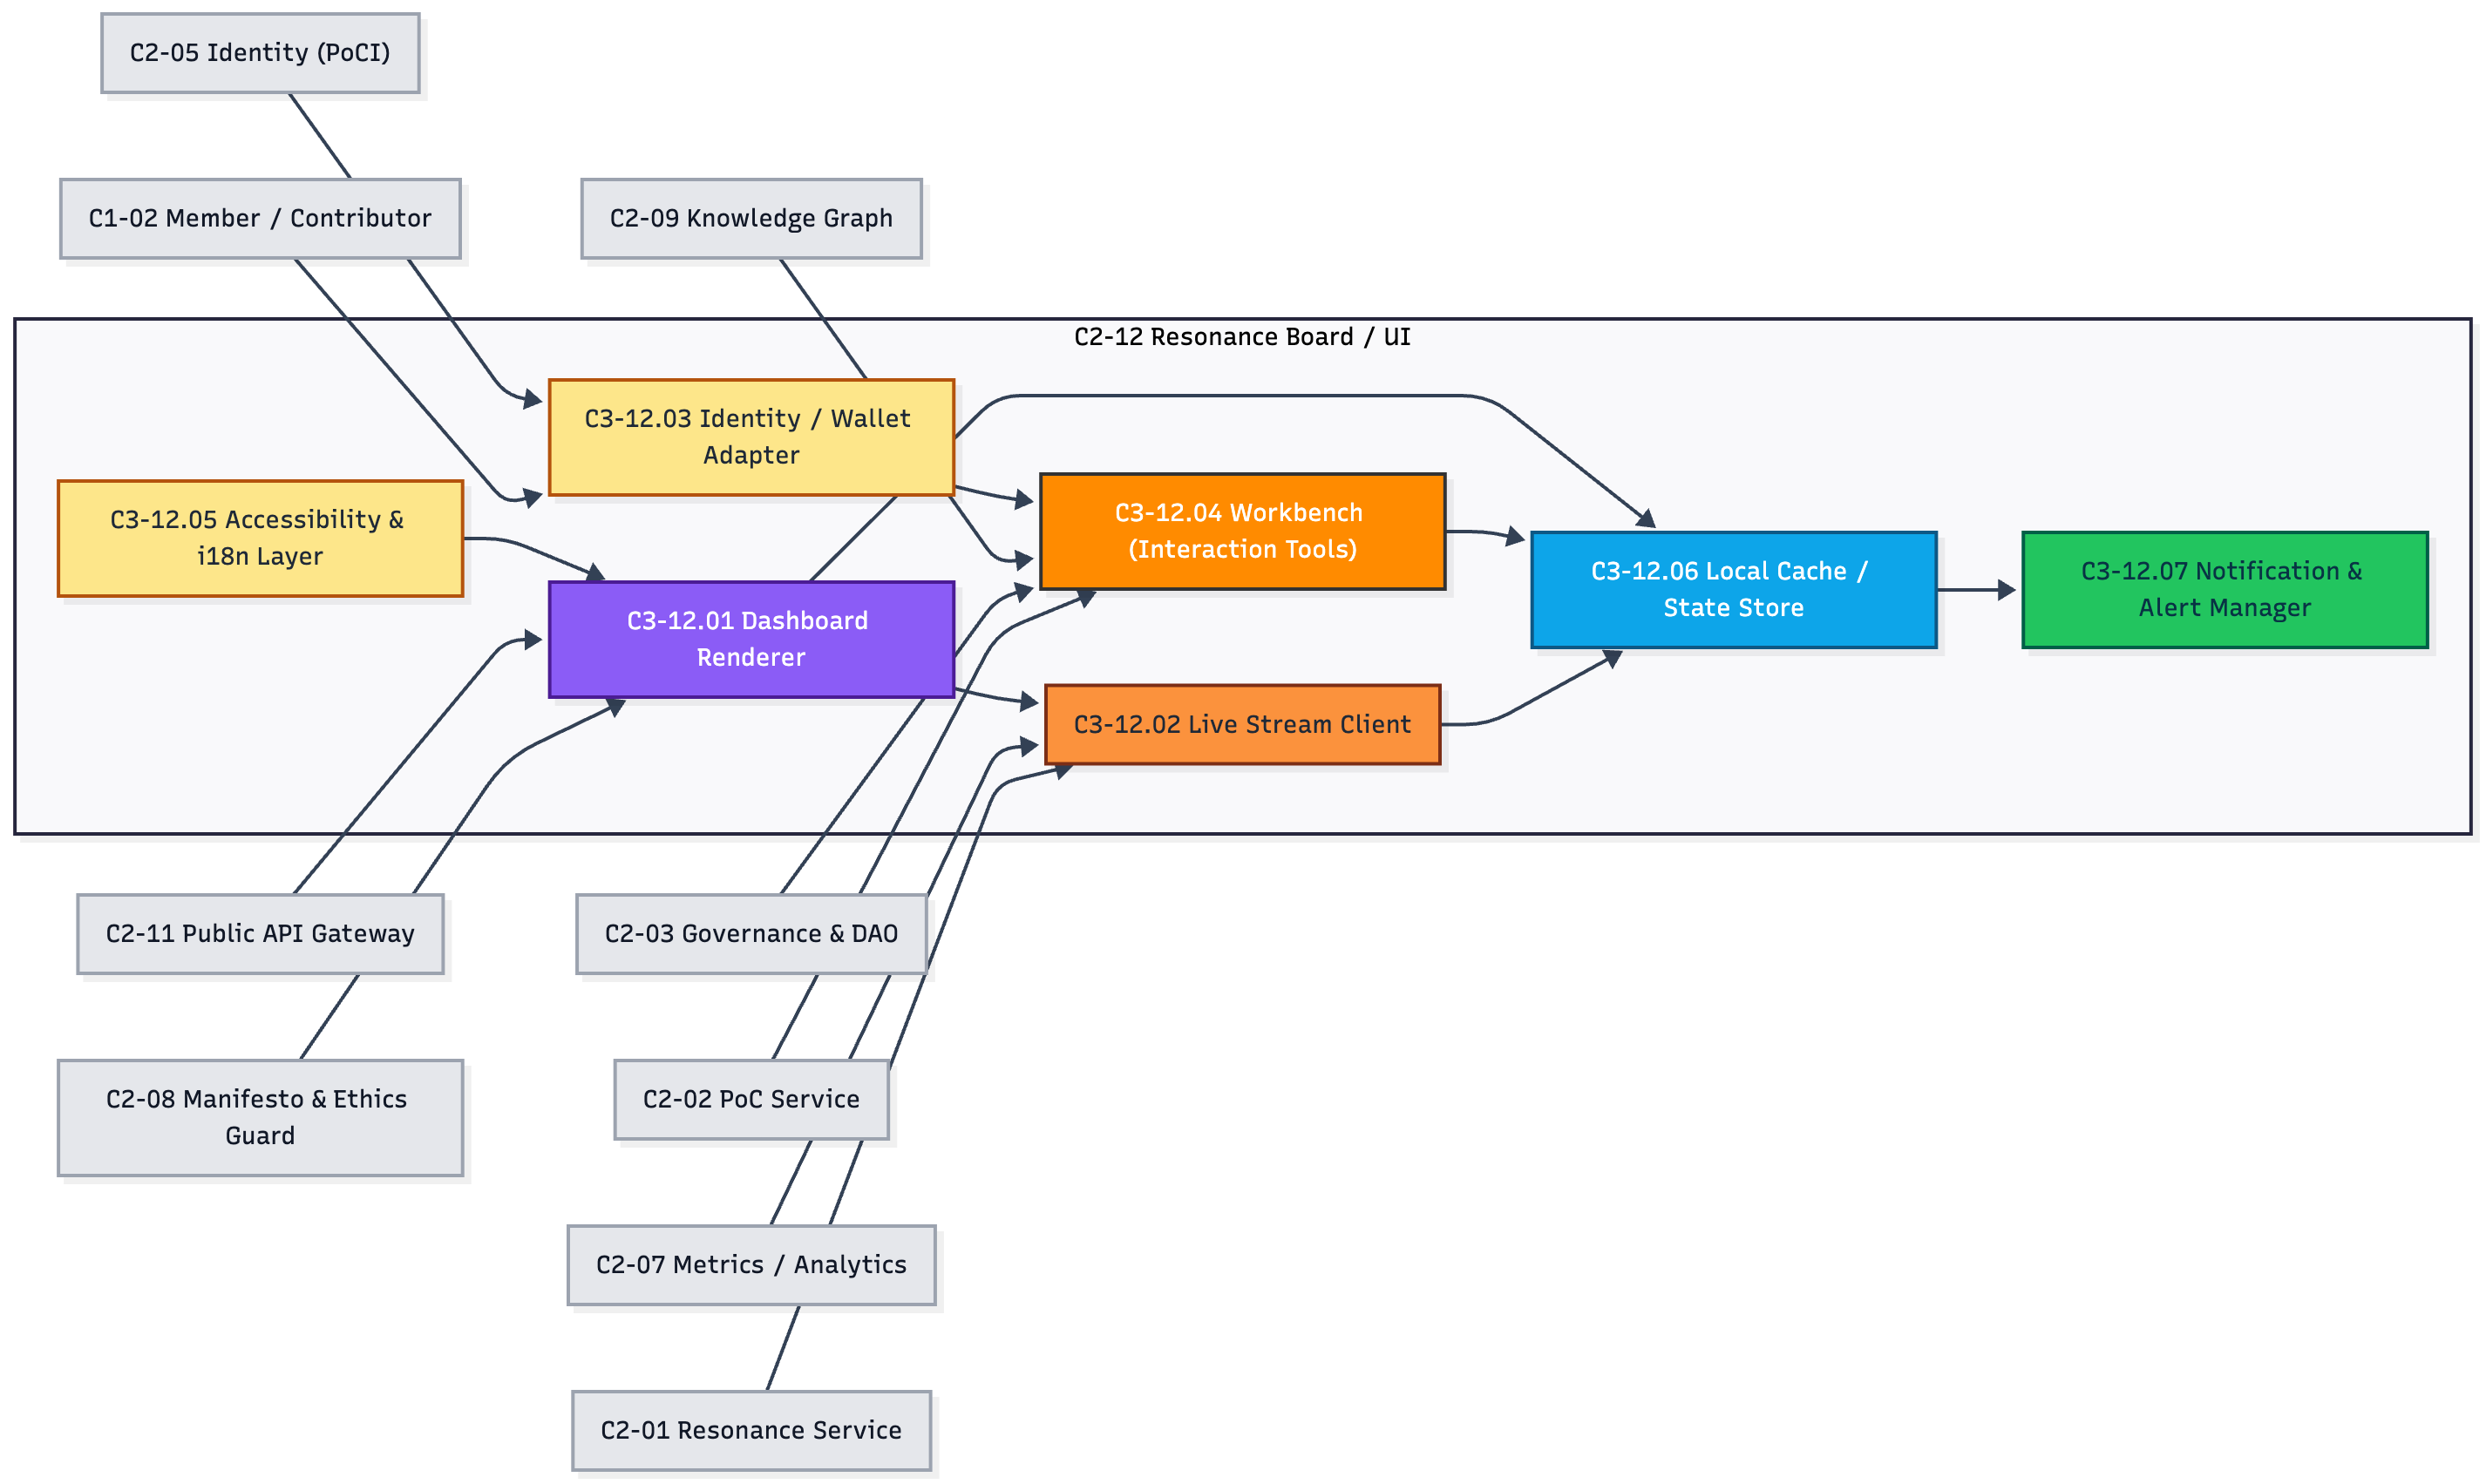 C2-05 Identity (PoCI)
C1-02 Member / Contributor
C2-09 Knowledge Graph
C2-12 Resonance Board / UI
C3-12.03 Identity / Wallet
Adapter
C3-12.05 Accessibility &
i18n Layer
C3-12.04 Workbench
(Interaction Tools)
C3-12.06 Local Cache /
State Store
C3-12.07 Notification &
Alert Manager
C3-12.01 Dashboard
Renderer
C3-12.02 Live Stream Client
C2-11 Public API Gateway
C2-03 Governance & DAO
C2-08 Manifesto & Ethics
Guard
C2-02 PoC Service
C2-07 Metrics / Analytics
C2-01 Resonance Service